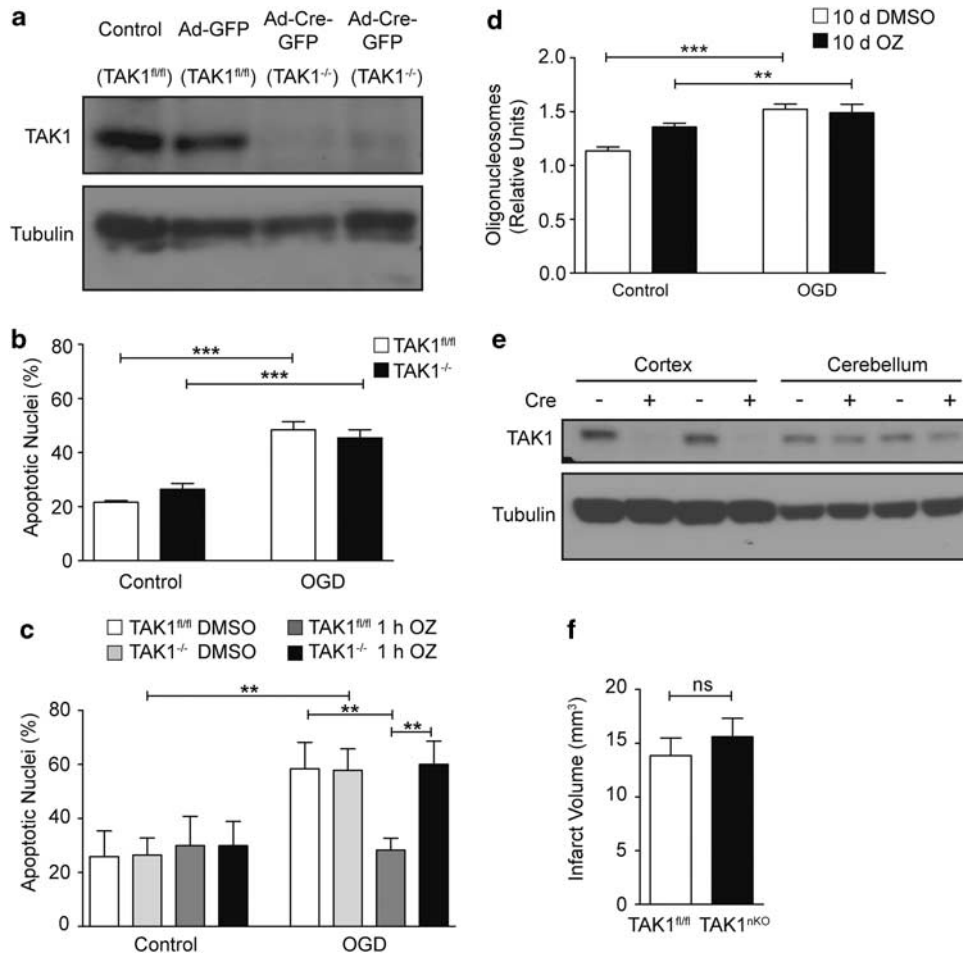 a
Control Ad-GFP Ad-Cre-GFP Ad-Cre-GFP
(TAK1fl/fl) (TAK1fl/fl) (TAK1-/-) (TAK1-/-)
TAK1
Tubulin
b
80
60
40
20
0
Apoptotic Nuclei (%)
*** ***
TAK1fl/fl
TAK1-/-
Control OGD
c
TAK1fl/fl DMSO TAK1fl/fl 1 h OZ
TAK1-/- DMSO TAK1-/- 1 h OZ
80
60
40
20
0
Apoptotic Nuclei (%)
** ** **
Control OGD
d
10 d DMSO
10 d OZ
*** **
2.0
1.5
1.0
0.5
0.0
Oligonucleosomes
(Relative Units)
Control OGD
e
Cortex Cerebellum
Cre - + - + - + - +
TAK1
Tubulin
f
ns
20
15
10
5
0
Infarct Volume (mm3)
TAK1fl/fl TAK1nKO